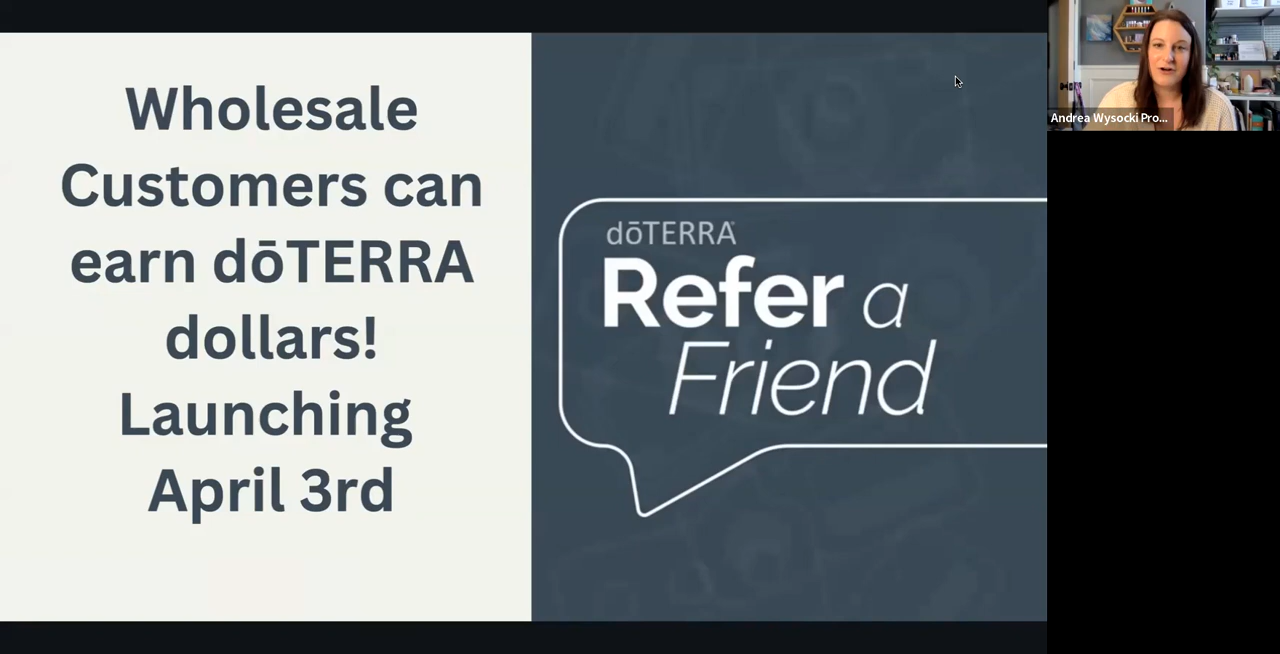 Wholesale
Customers can
earn dōTERRA
dollars!
Launching
April 3rd
dōTERRA
Refer a
Friend
Andrea Wysocki Pro...